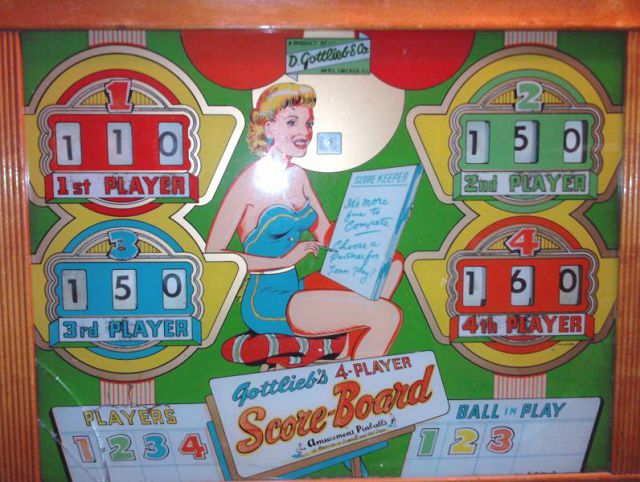 A PRODUCT OF
D. Gottlieb & Co.
1
110
1st PLAYER
2
150
2nd PLAYER
3
150
3rd PLAYER
4
160
4th PLAYER
SCORE KEEPER
It's more
fun to
Compete
Choose a
Partner for
Team Play!
Gottlieb's 4-PLAYER
Score-Board
Amusement Pinballs
PLAYERS
1 2 3 4
BALL IN PLAY
1 2 3